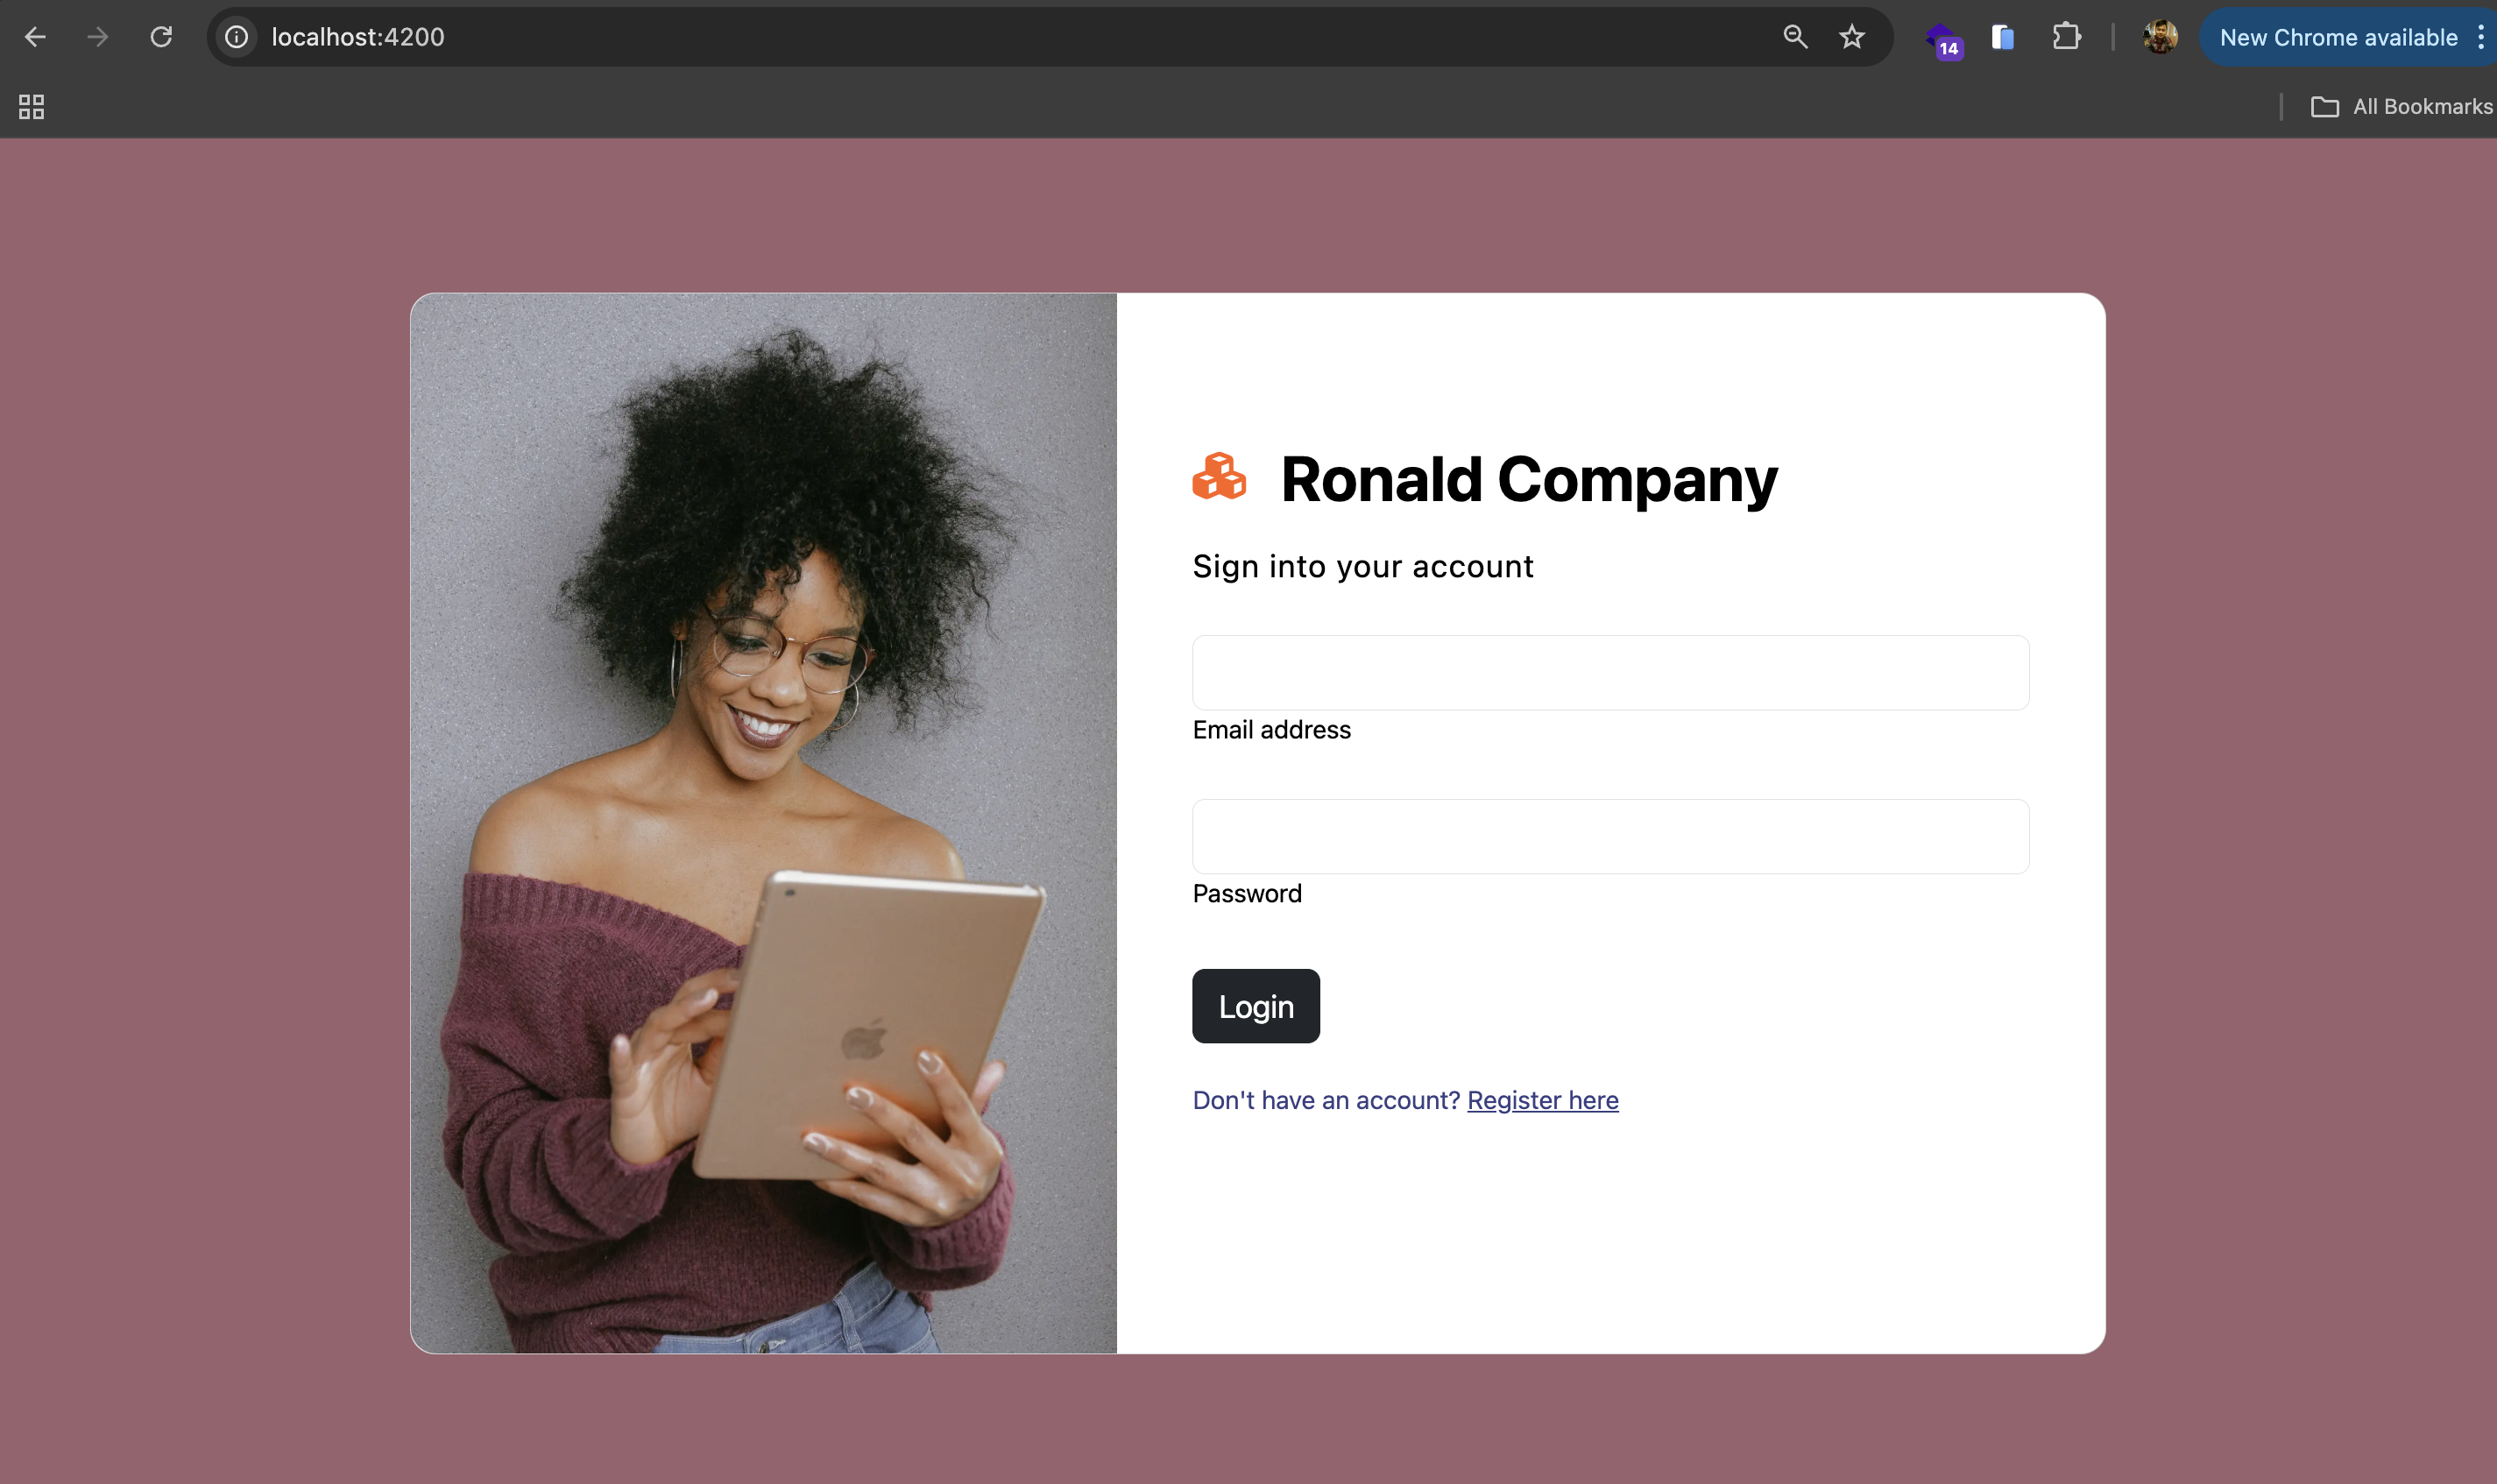 localhost:4200
14
New Chrome available
All Bookmarks
Ronald Company
Sign into your account
Email address
Password
Login
Don't have an account? Register here